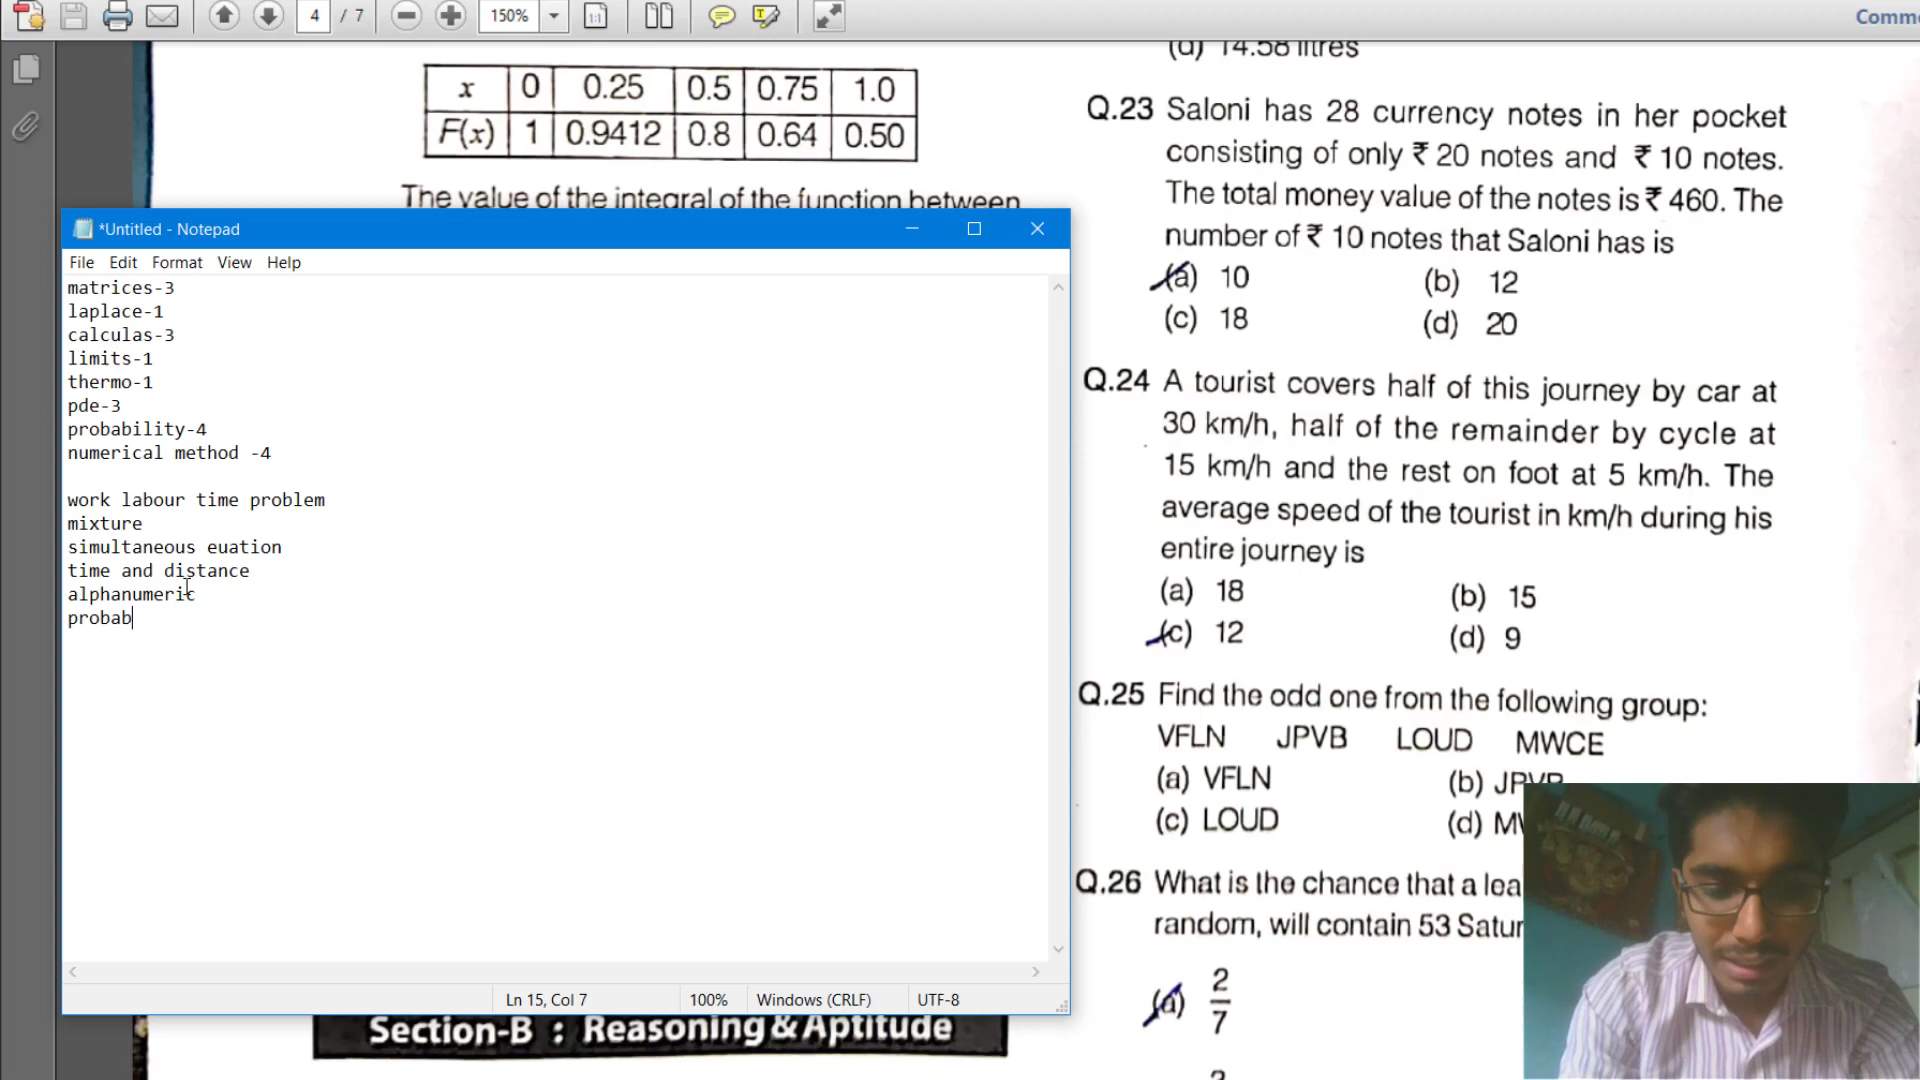 4 / 7
150%
Comme
(d) 14.58 litres
x 0 0.25 0.5 0.75 1.0
F(x) 1 0.9412 0.8 0.64 0.50
The value of the integral of the function between
*Untitled - Notepad
File Edit Format View Help
matrices-3
laplace-1
calculas-3
limits-1
thermo-1
pde-3
probability-4
numerical method -4
work labour time problem
mixture
simultaneous euation
time and distance
alphanumeric
probab
Ln 15, Col 7 100% Windows (CRLF) UTF-8
Section-B : Reasoning & Aptitude
Q.23 Saloni has 28 currency notes in her pocket
consisting of only ₹ 20 notes and ₹ 10 notes.
The total money value of the notes is ₹ 460. The
number of ₹ 10 notes that Saloni has is
(a) 10 (b) 12
(c) 18 (d) 20
Q.24 A tourist covers half of this journey by car at
30 km/h, half of the remainder by cycle at
15 km/h and the rest on foot at 5 km/h. The
average speed of the tourist in km/h during his
entire journey is
(a) 18 (b) 15
(c) 12 (d) 9
Q.25 Find the odd one from the following group:
VFLN JPVB LOUD MWCE
(a) VFLN (b) JPVB
(c) LOUD (d) MW
Q.26 What is the chance that a lea
random, will contain 53 Satur
(a) 2/7